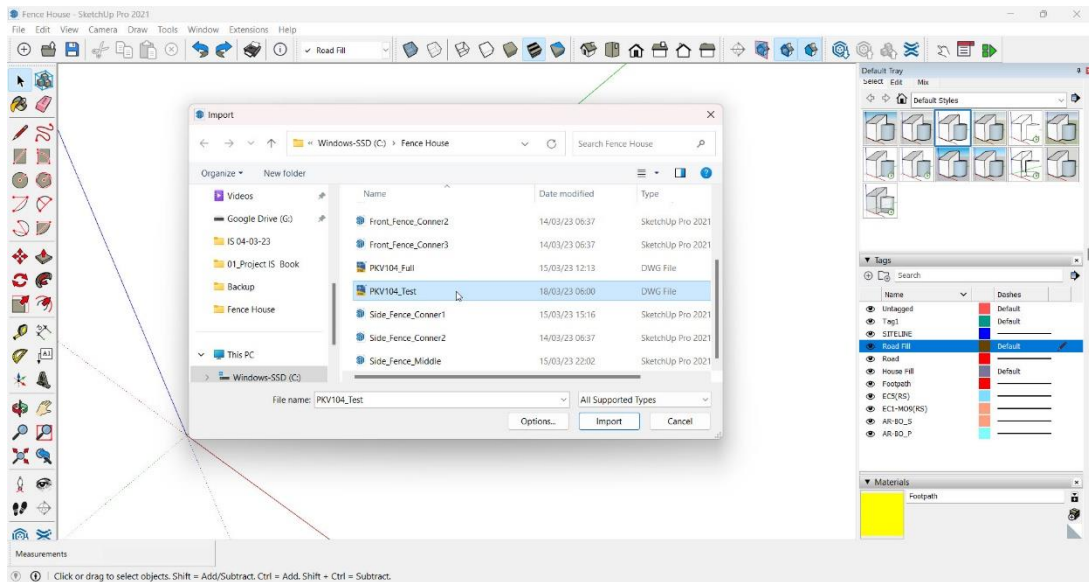 Fence House - SketchUp Pro 2021
File Edit View Camera Draw Tools Window Extensions Help
Road Fill
Default Tray
Select Edit Mix
Default Styles
Import
« Windows-SSD (C:) › Fence House
Search Fence House
Organize
New folder
Videos
Google Drive (G:)
IS 04-03-23
01_Project IS Book
Backup
Fence House
This PC
Windows-SSD (C:)
Name Date modified Type
Front_Fence_Conner2 14/03/23 06:37 SketchUp Pro 2021
Front_Fence_Conner3 14/03/23 06:37 SketchUp Pro 2021
PKV104_Full 15/03/23 12:13 DWG File
PKV104_Test 18/03/23 06:00 DWG File
Side_Fence_Conner1 15/03/23 15:16 SketchUp Pro 2021
Side_Fence_Conner2 14/03/23 06:37 SketchUp Pro 2021
Side_Fence_Middle 15/03/23 22:02 SketchUp Pro 2021
File name: PKV104_Test
All Supported Types
Options... Import Cancel
Tags
Search
Name Dashes
Untagged Default
Tag1 Default
SITELINE
Road Fill Default
Road
House Fill Default
Footpath
EC5(RS)
EC1-MO9(RS)
AR-BO_S
AR-BO_P
Materials
Footpath
Measurements
Click or drag to select objects. Shift = Add/Subtract. Ctrl = Add. Shift + Ctrl = Subtract.